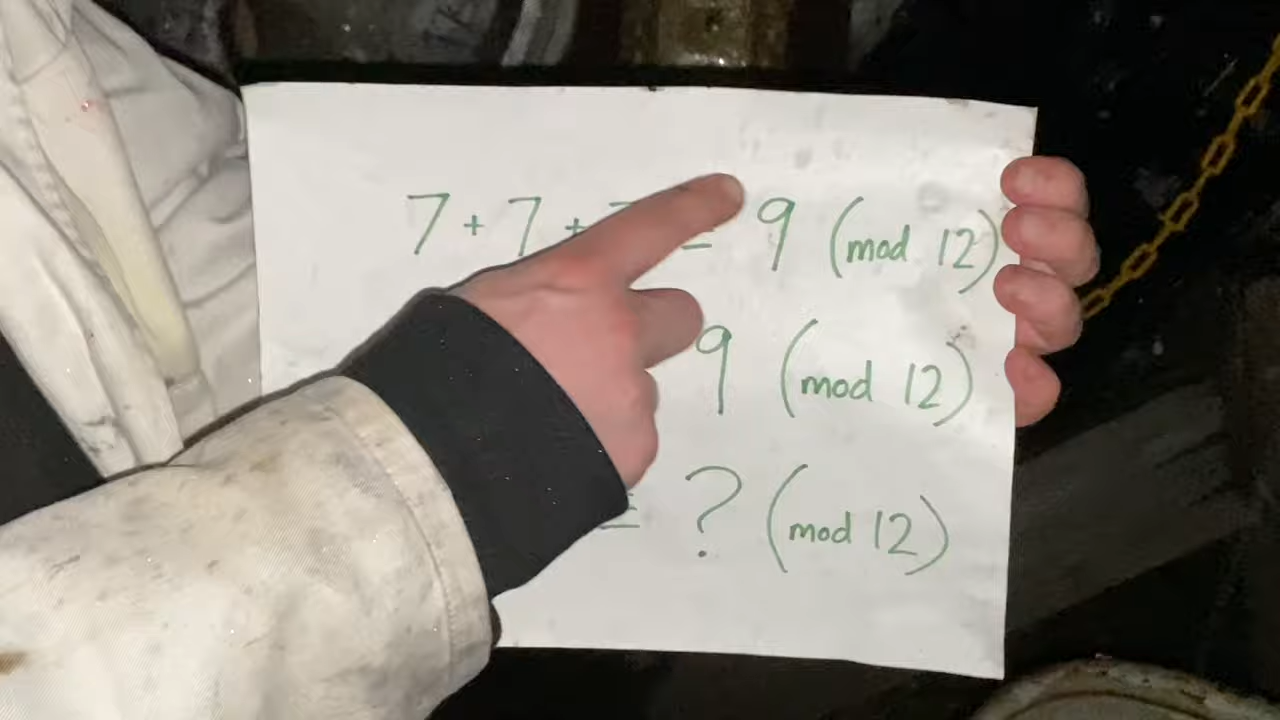 7 + 7 + 7 ≡ 9 (mod 12)
9 (mod 12)
≡ ? (mod 12)